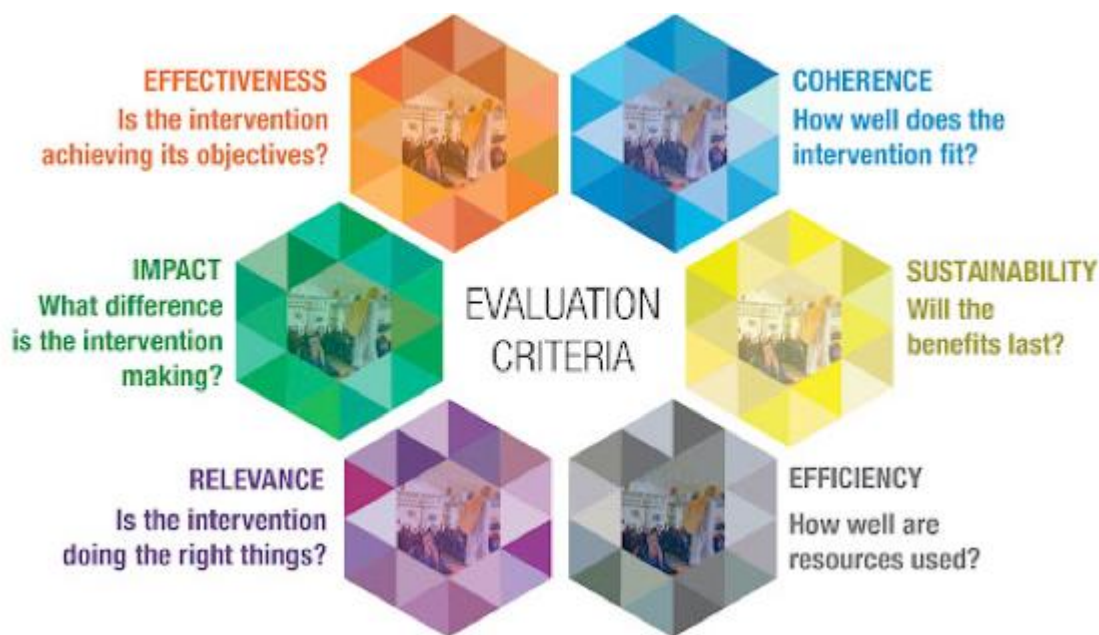 EFFECTIVENESS
Is the intervention
achieving its objectives?
COHERENCE
How well does the
intervention fit?
IMPACT
What difference
is the intervention
making?
EVALUATION
CRITERIA
SUSTAINABILITY
Will the
benefits last?
RELEVANCE
Is the intervention
doing the right things?
EFFICIENCY
How well are
resources used?